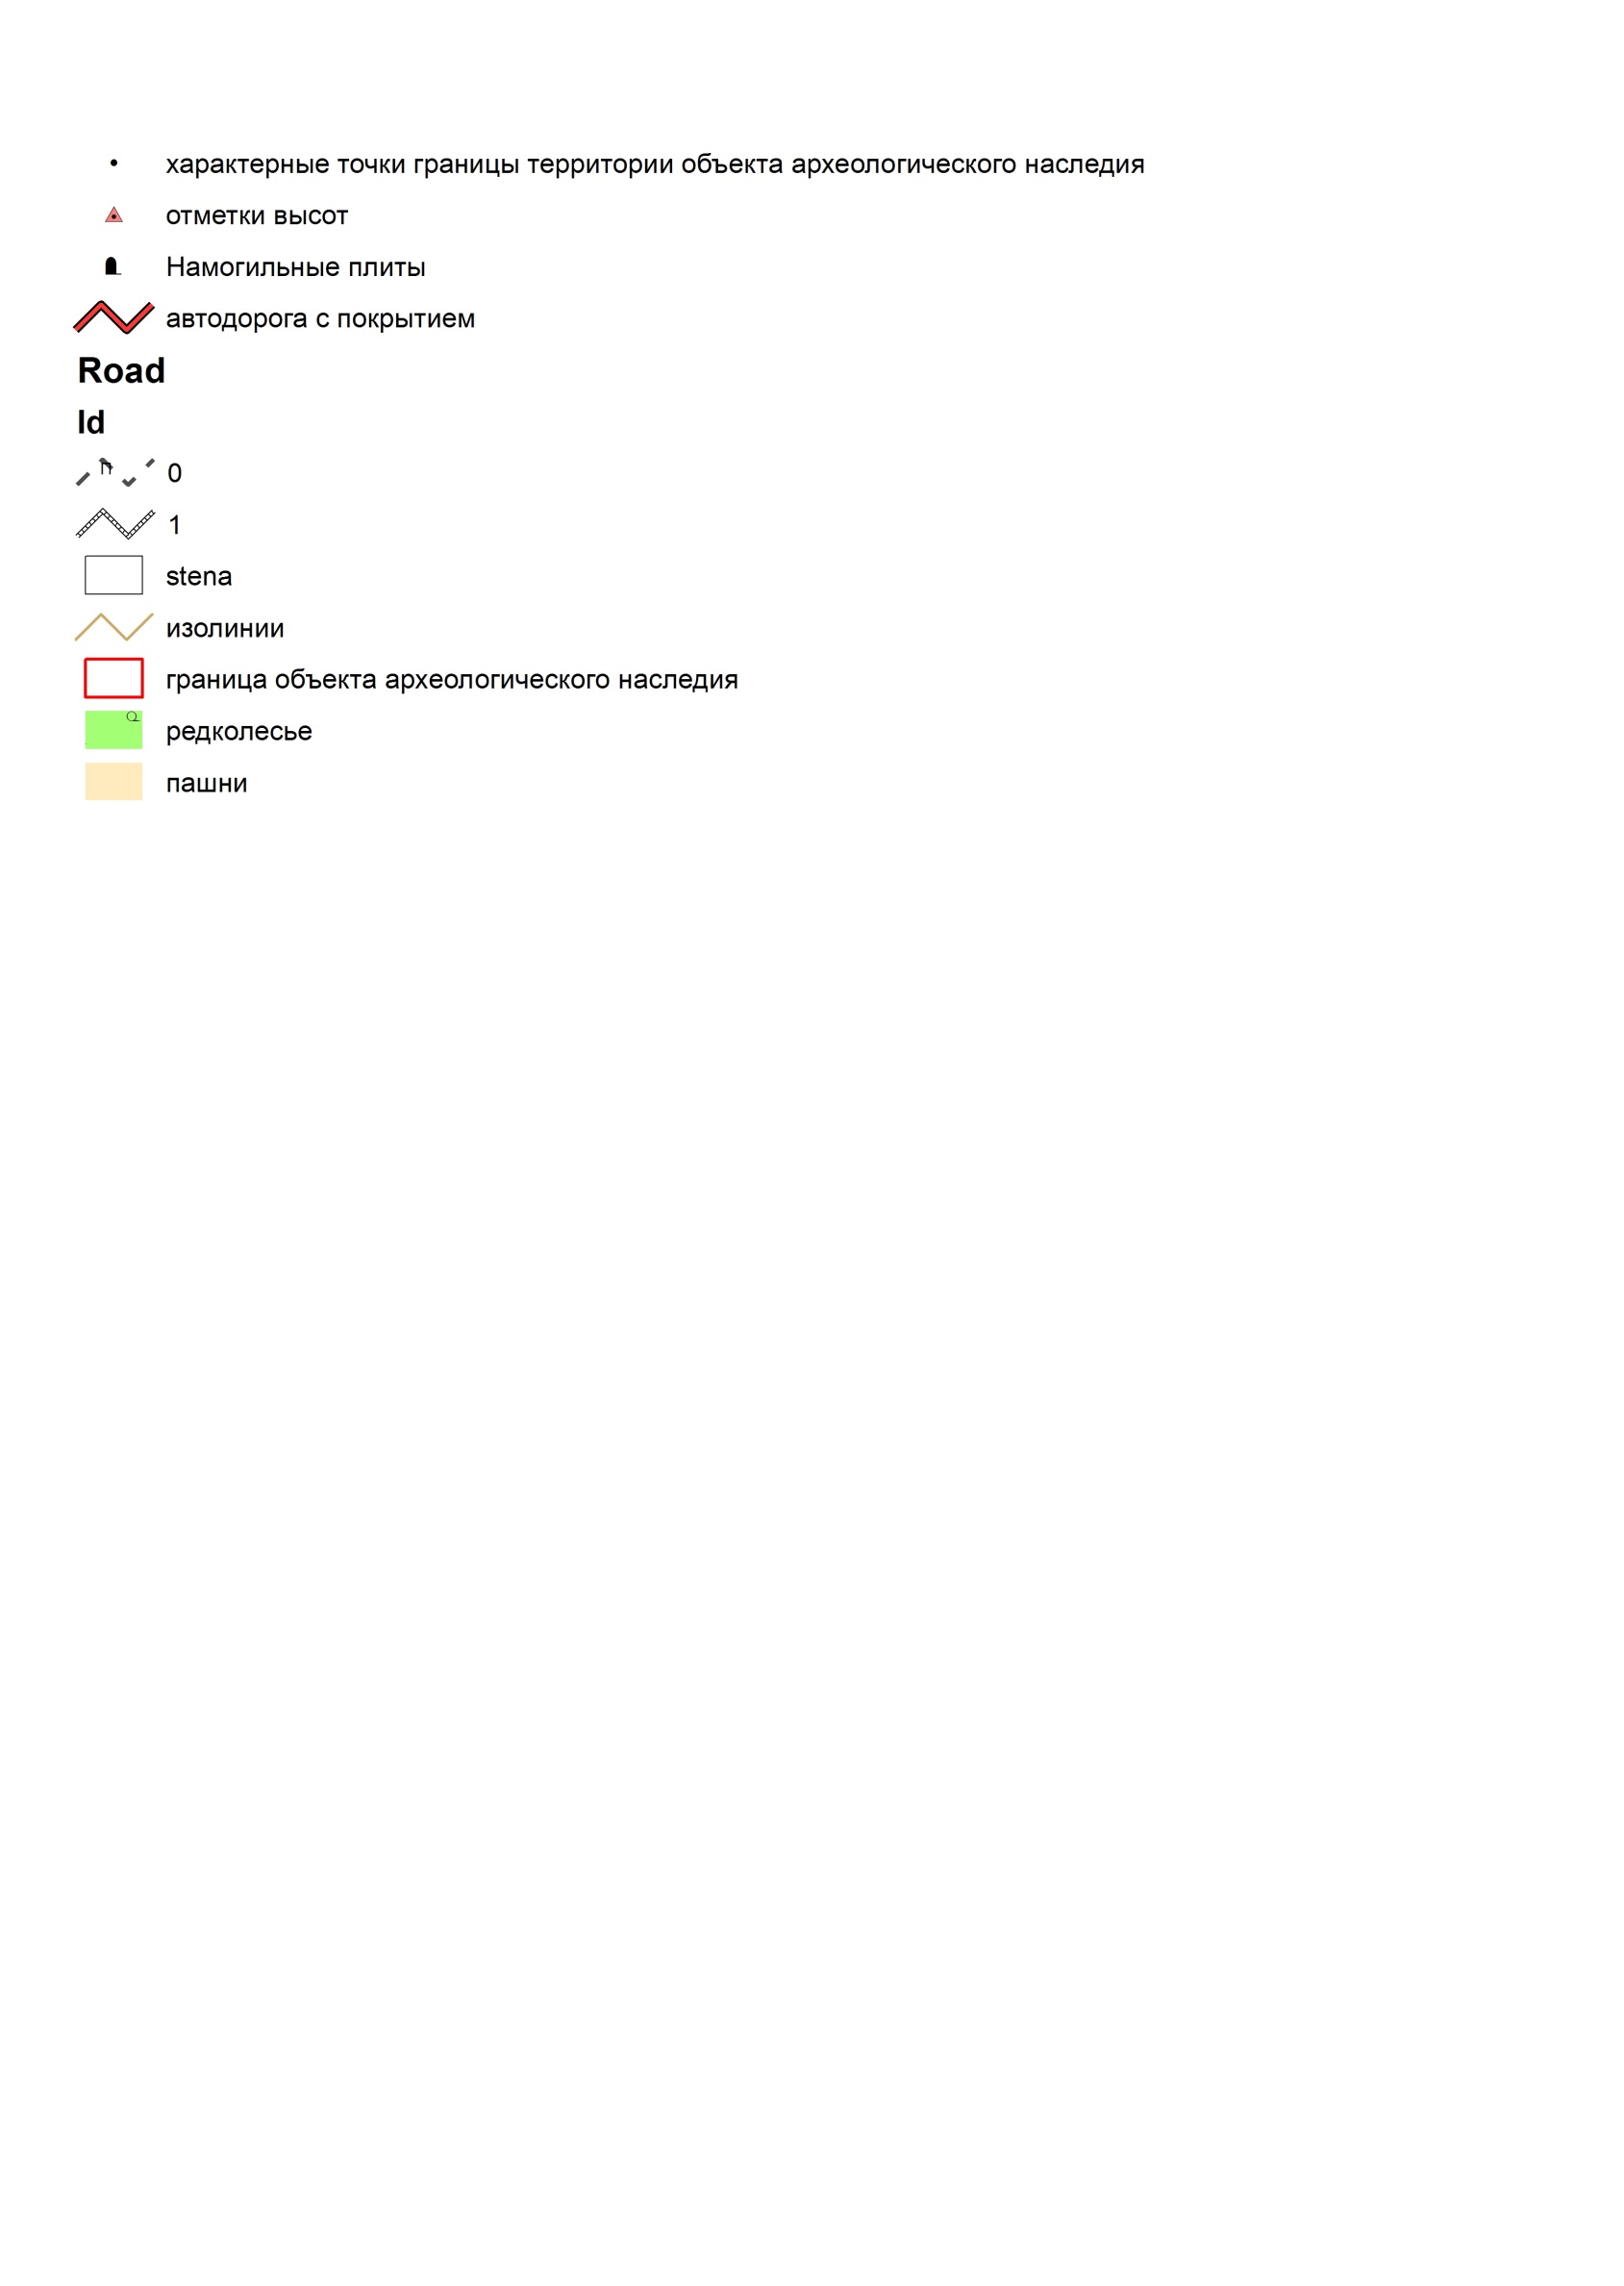 характерные точки границы территории объекта археологического наследия
отметки высот
Намогильные плиты
автодорога с покрытием
Road
Id
П 0
1
stena
изолинии
граница объекта археологического наследия
редколесье
пашни